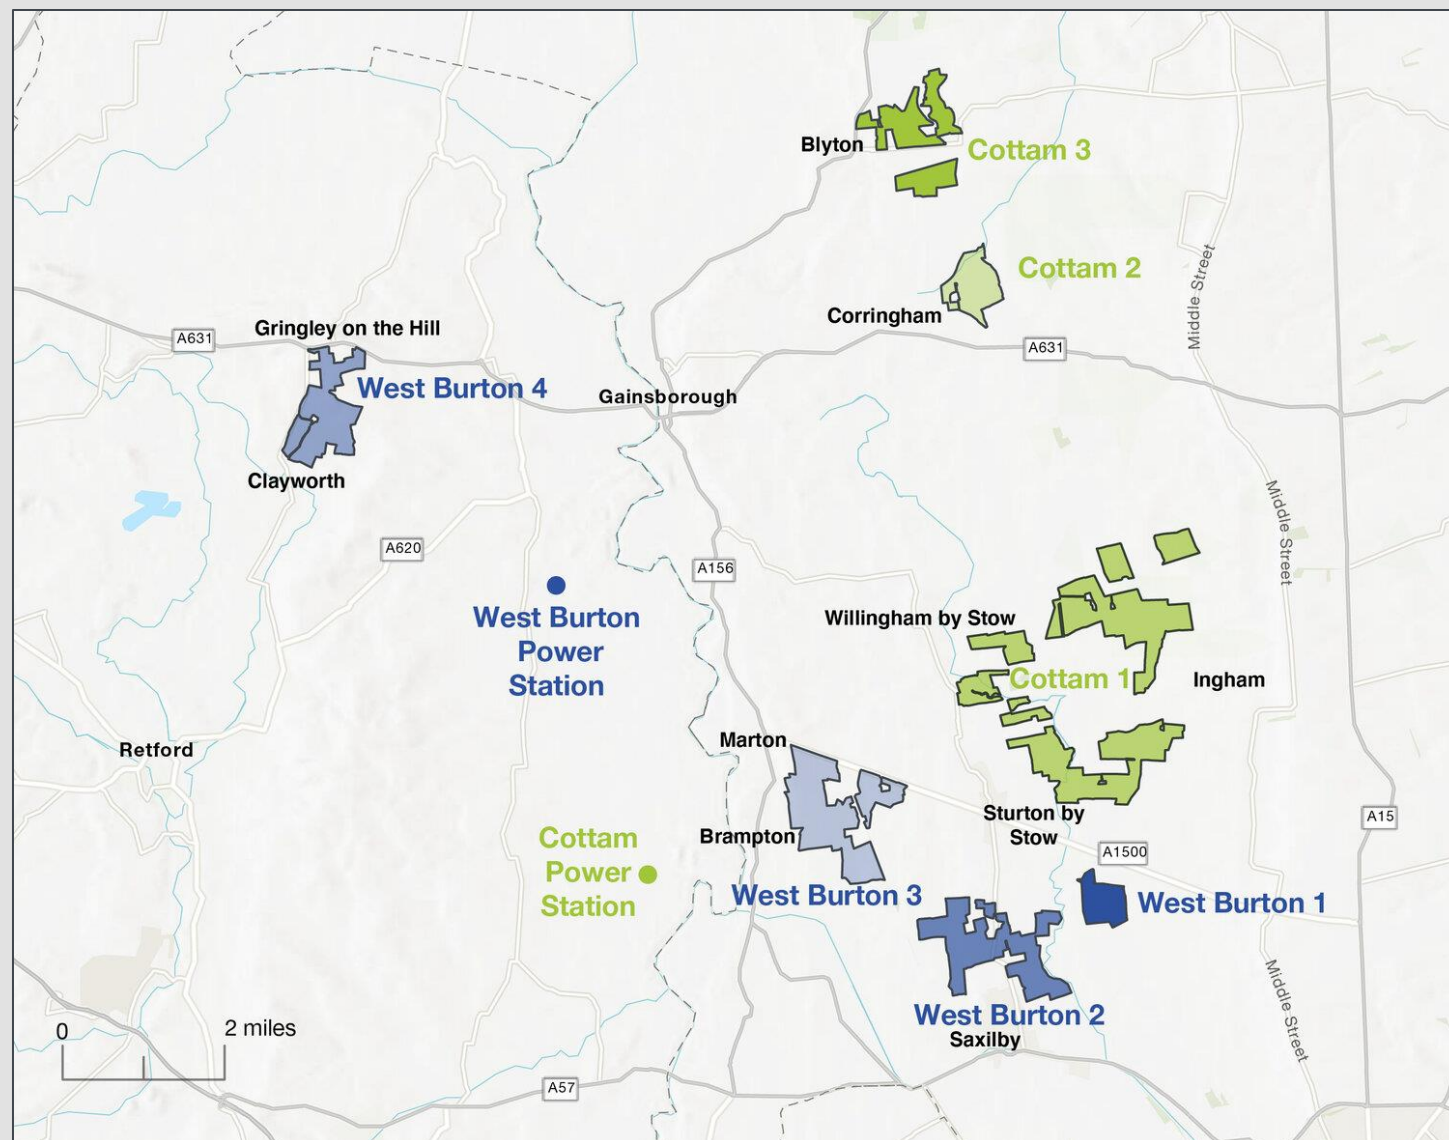 Blyton
Cottam 3
Middle Street
Cottam 2
Corringham
Gringley on the Hill
A631
A631
West Burton 4
Gainsborough
Clayworth
Middle Street
A620
A156
West Burton
Power
Station
Willingham by Stow
Cottam 1
Ingham
Retford
Marton
Sturton by
Stow
A15
Brampton
Cottam
Power
Station
A1500
West Burton 3
West Burton 1
West Burton 2
Saxilby
Middle Street
0
2 miles
A57